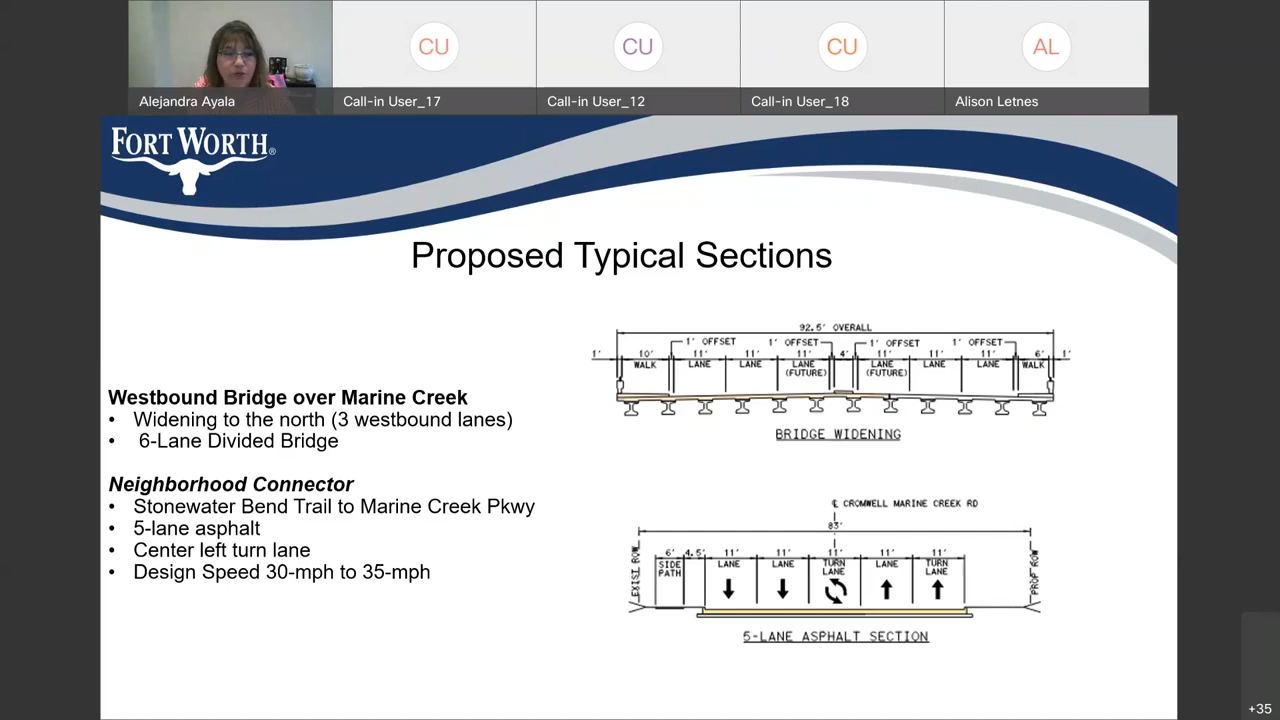 CU
CU
CU
AL
Alejandra Ayala
Call-in User_17
Call-in User_12
Call-in User_18
Alison Letnes
FORT WORTH®
Proposed Typical Sections
Westbound Bridge over Marine Creek
• Widening to the north (3 westbound lanes)
• 6-Lane Divided Bridge
Neighborhood Connector
• Stonewater Bend Trail to Marine Creek Pkwy
• 5-lane asphalt
• Center left turn lane
• Design Speed 30-mph to 35-mph
92.5' OVERALL
1' OFFSET 1' OFFSET 1' OFFSET 1' OFFSET
1' 10' 11' 11' 11' 4' 11' 11' 11' 6' 1'
WALK LANE LANE LANE LANE LANE LANE WALK
(FUTURE) (FUTURE)
BRIDGE WIDENING
℄ CROMWELL MARINE CREEK RD
83'
6' 4.5' 11' 11' 11' 11' 11'
EXIST ROW
SIDE LANE LANE TURN LANE TURN
PATH LANE LANE
PROP ROW
5-LANE ASPHALT SECTION
+35